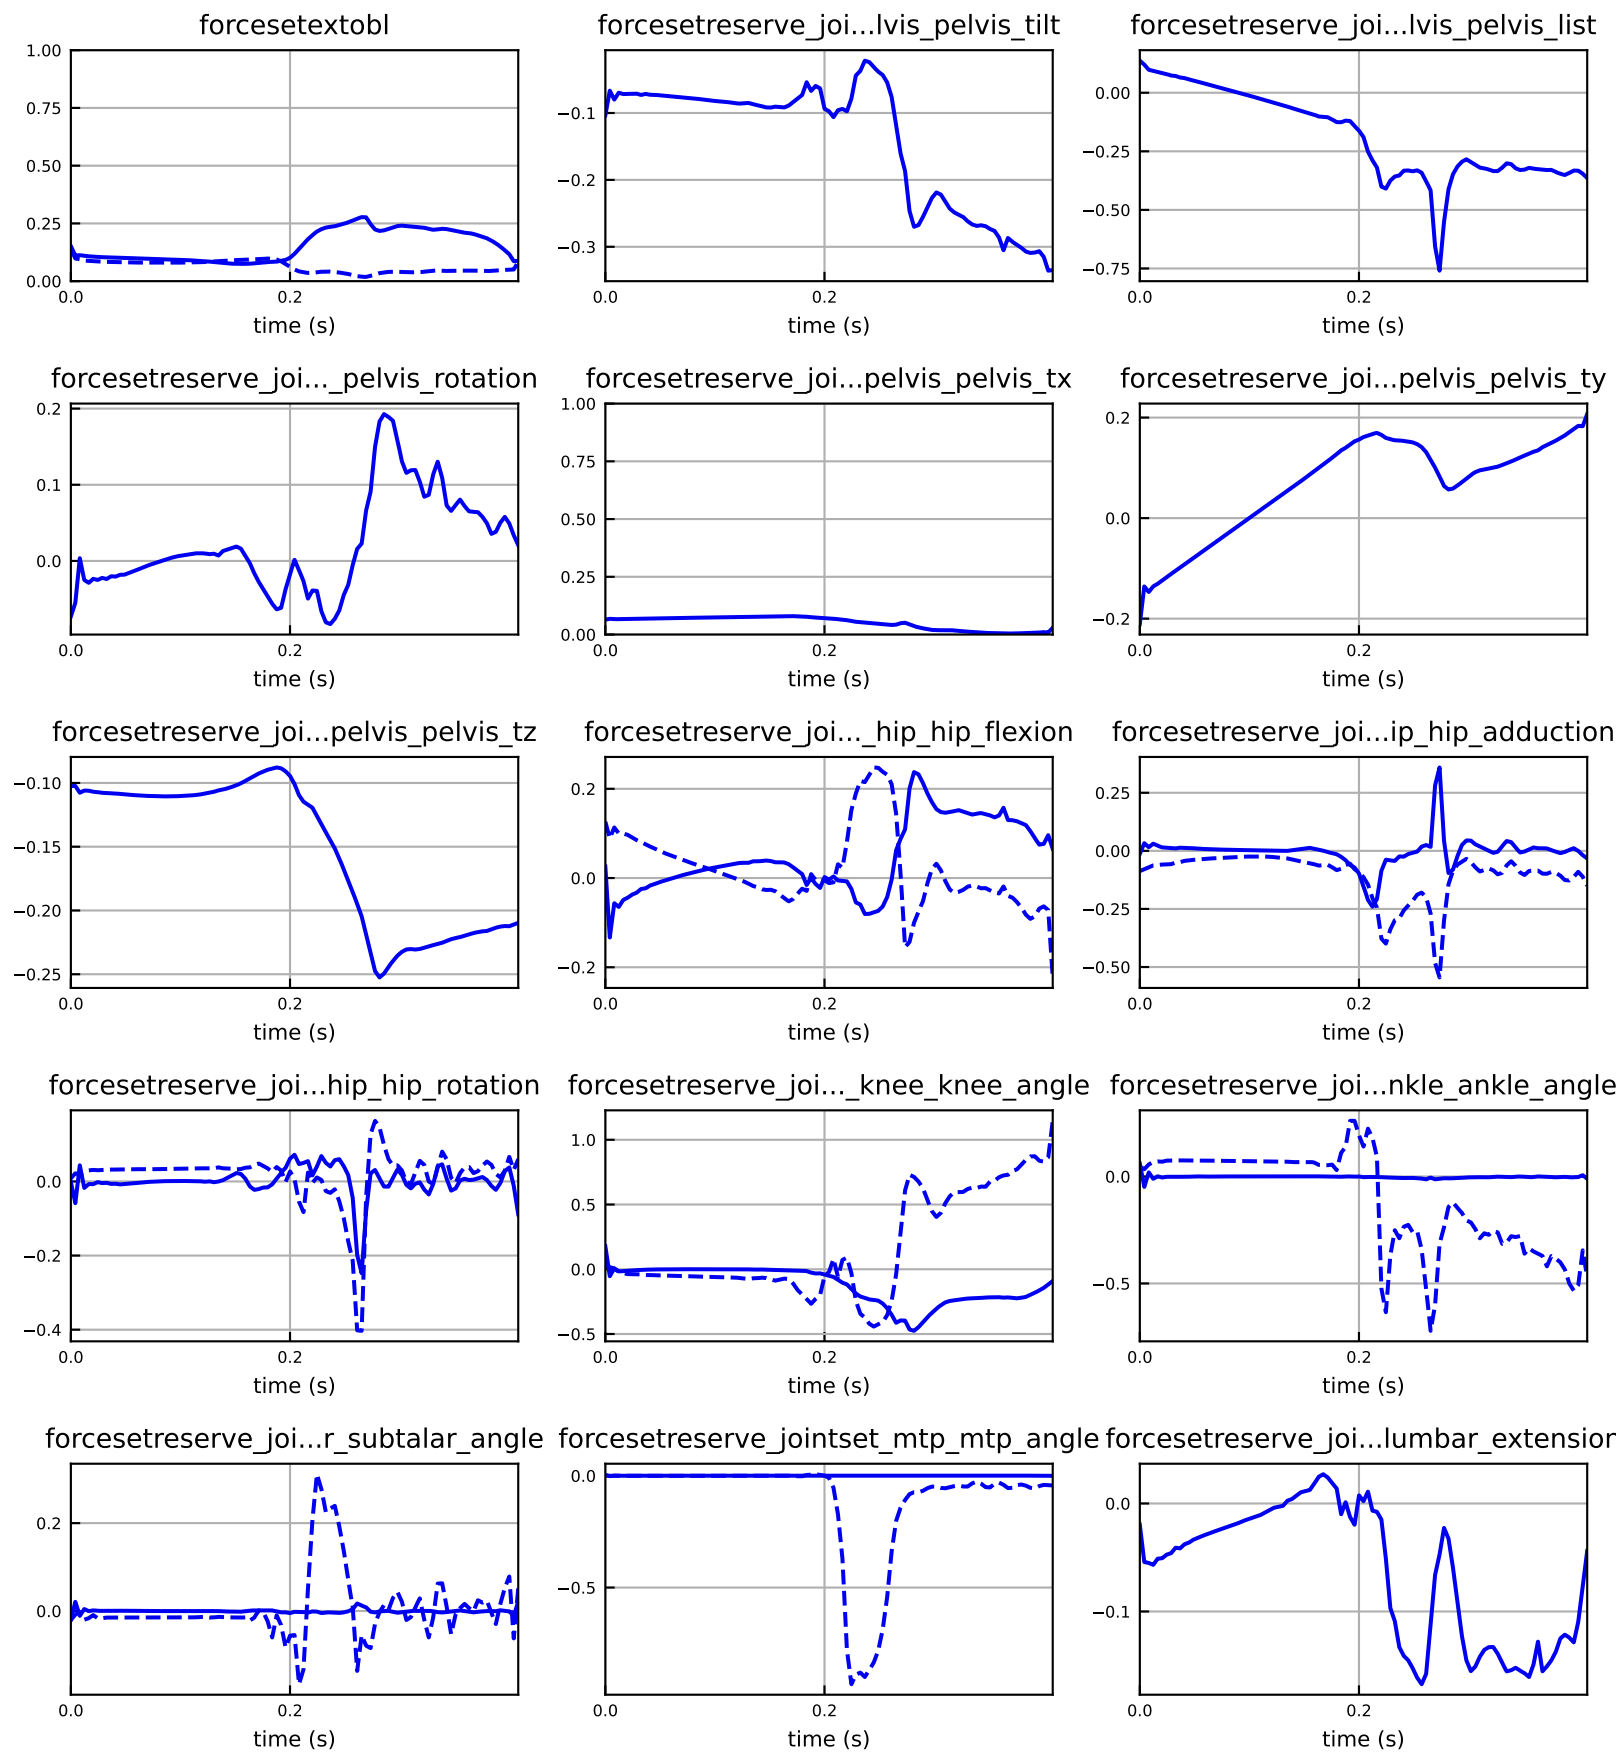 forcesetextobl
forcesetreserve_joi...lvis_pelvis_tilt
forcesetreserve_joi...lvis_pelvis_list
1.00
0.75
0.50
0.25
0.00
0.0
0.2
time (s)
−0.1
−0.2
−0.3
0.0
0.2
time (s)
0.00
−0.25
−0.50
−0.75
0.0
0.2
time (s)
forcesetreserve_joi..._pelvis_rotation
forcesetreserve_joi...pelvis_pelvis_tx
forcesetreserve_joi...pelvis_pelvis_ty
0.2
0.1
0.0
0.0
0.2
time (s)
1.00
0.75
0.50
0.25
0.00
0.0
0.2
time (s)
0.2
0.0
−0.2
0.0
0.2
time (s)
forcesetreserve_joi...pelvis_pelvis_tz
forcesetreserve_joi..._hip_hip_flexion
forcesetreserve_joi...ip_hip_adduction
−0.10
−0.15
−0.20
−0.25
0.0
0.2
time (s)
0.2
0.0
−0.2
0.0
0.2
time (s)
0.25
0.00
−0.25
−0.50
0.0
0.2
time (s)
forcesetreserve_joi...hip_hip_rotation
forcesetreserve_joi..._knee_knee_angle
forcesetreserve_joi...nkle_ankle_angle
0.0
−0.2
−0.4
0.0
0.2
time (s)
1.0
0.5
0.0
−0.5
0.0
0.2
time (s)
0.0
−0.5
0.0
0.2
time (s)
forcesetreserve_joi...r_subtalar_angle
forcesetreserve_jointset_mtp_mtp_angle
forcesetreserve_joi...lumbar_extension
0.2
0.0
0.0
0.2
time (s)
0.0
−0.5
0.0
0.2
time (s)
0.0
−0.1
0.0
0.2
time (s)